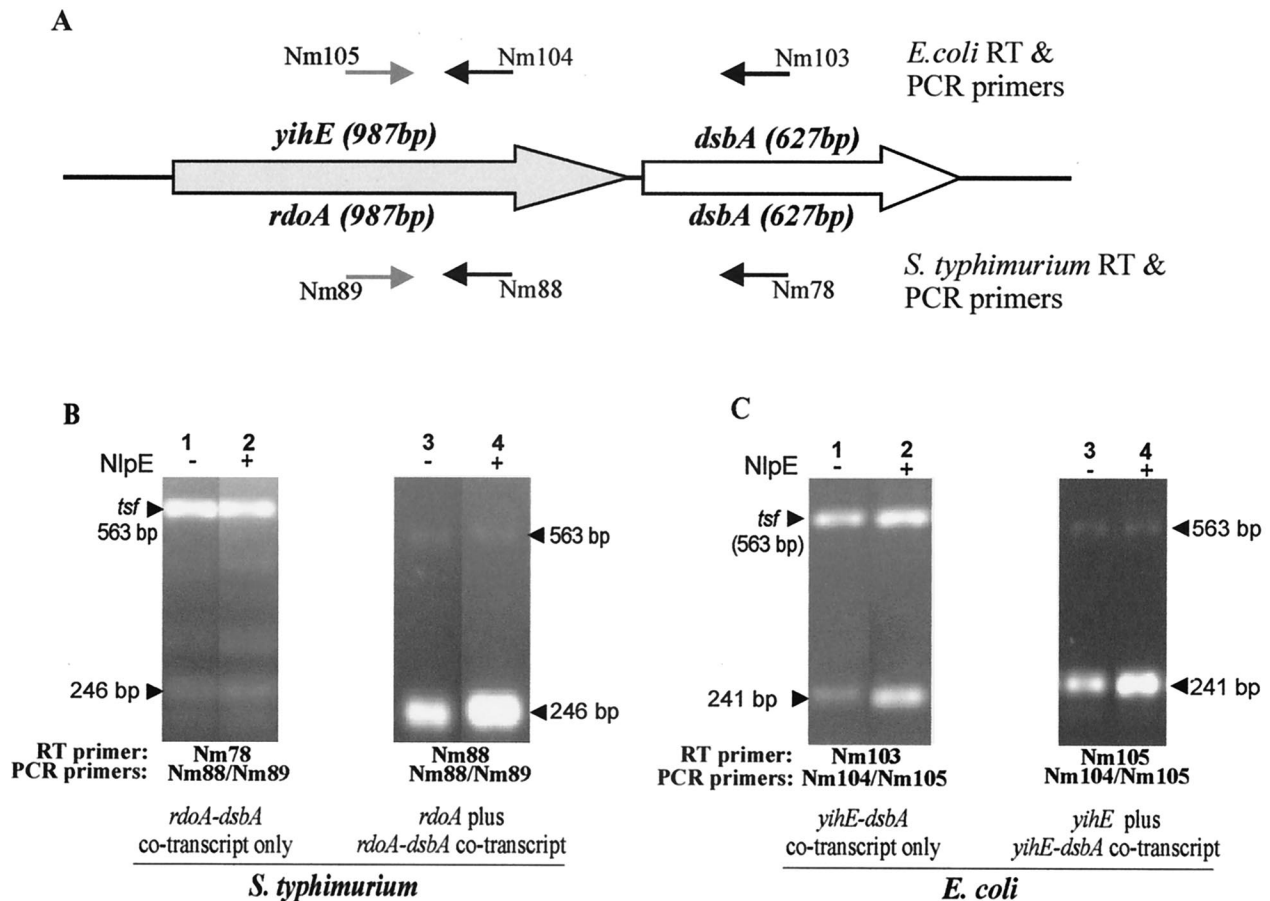 A
Nm105
Nm104
Nm103
E.coli RT &
PCR primers
yihE (987bp)
dsbA (627bp)
rdoA (987bp)
dsbA (627bp)
Nm89
Nm88
Nm78
S. typhimurium RT &
PCR primers
B
1 2
NlpE - +
tsf
563 bp
246 bp
3 4
- +
563 bp
246 bp
RT primer: Nm78
PCR primers: Nm88/Nm89
Nm88
Nm88/Nm89
rdoA-dsbA
co-transcript only
rdoA plus
rdoA-dsbA co-transcript
S. typhimurium
C
1 2
NlpE - +
tsf
(563 bp)
241 bp
3 4
- +
563 bp
241 bp
RT primer: Nm103
PCR primers: Nm104/Nm105
Nm105
Nm104/Nm105
yihE-dsbA
co-transcript only
yihE plus
yihE-dsbA co-transcript
E. coli